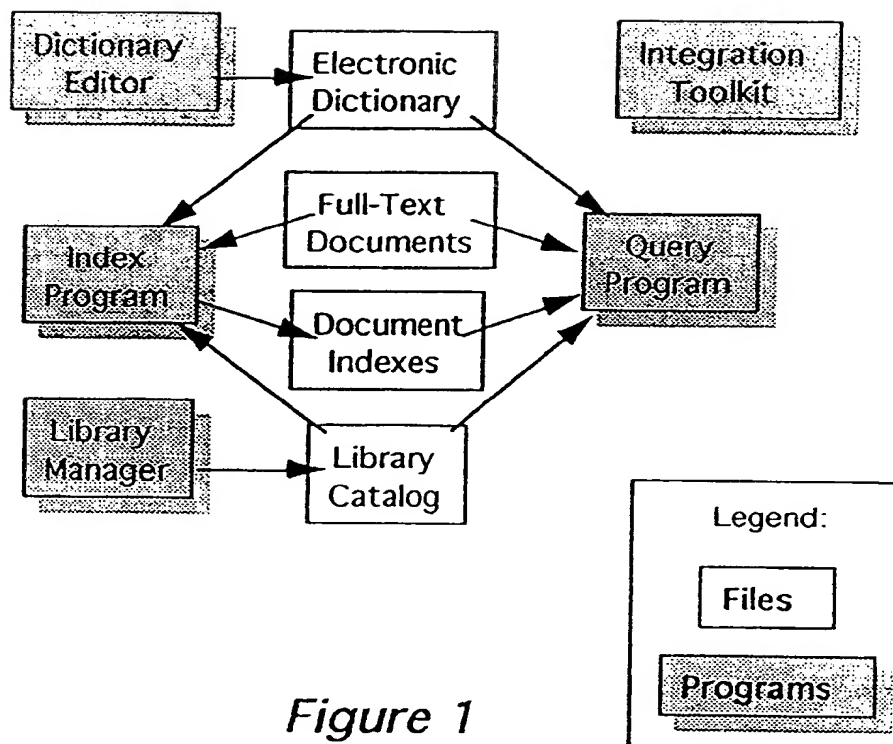 Dictionary
Editor
Electronic
Dictionary
Integration
Toolkit
Full-Text
Documents
Index
Program
Query
Program
Document
Indexes
Library
Manager
Library
Catalog
Legend:
Files
Programs
Figure 1